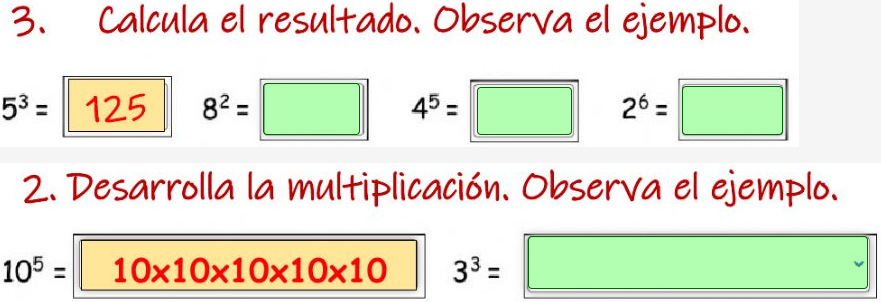 3. Calcula el resultado. Observa el ejemplo.
5³ = 125 8² = 4⁵ = 2⁶ =
2. Desarrolla la multiplicación. Observa el ejemplo.
10⁵ = 10x10x10x10x10 3³ =